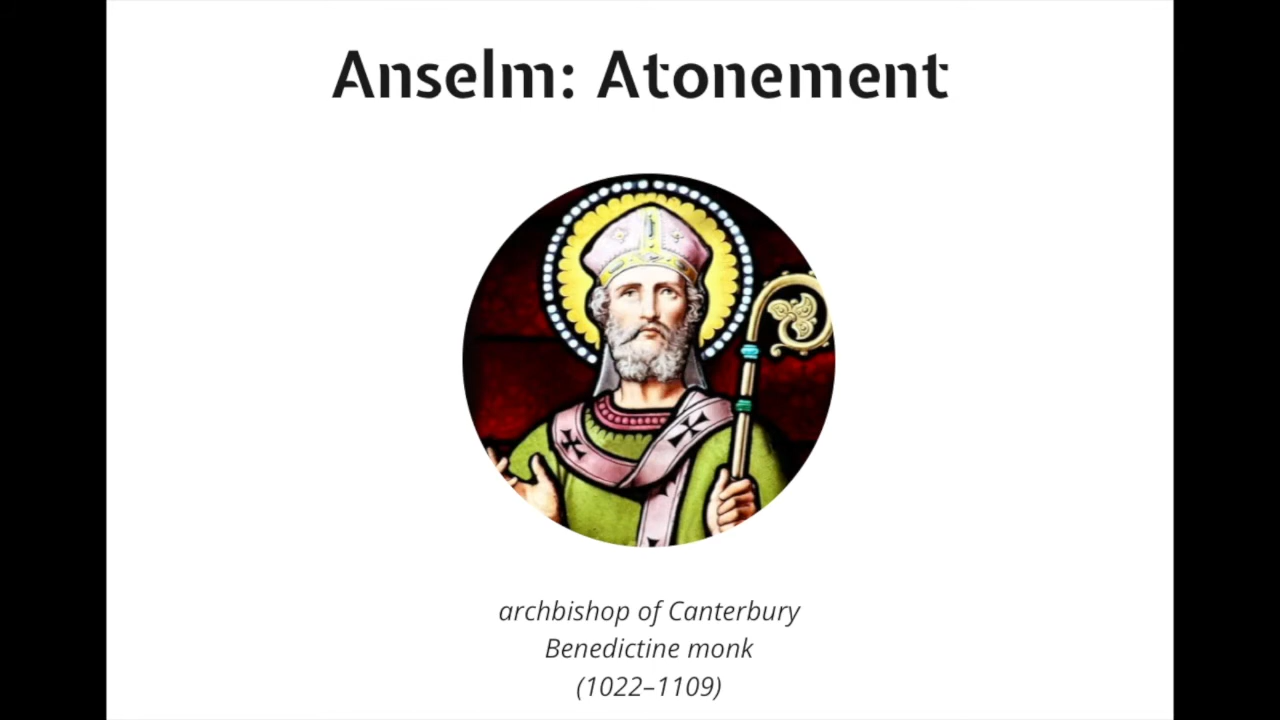 Anselm: Atonement
archbishop of Canterbury
Benedictine monk
(1022–1109)